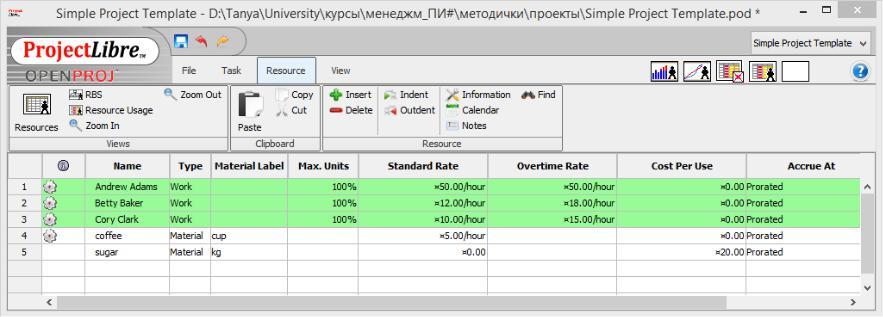 Simple Project Template - D:\Tanya\University\курсы\менеджм_ПИ#\методички\проекты\Simple Project Template.pod *
ProjectLibre™
OPENPROJ
Simple Project Template
File Task Resource View
Resources
RBS
Resource Usage
Zoom In
Zoom Out
Views
Paste
Copy
Cut
Clipboard
Insert
Delete
Indent
Outdent
Information
Calendar
Notes
Find
Resource
Name Type Material Label Max. Units Standard Rate Overtime Rate Cost Per Use Accrue At
1 Andrew Adams Work 100% ¤50.00/hour ¤50.00/hour ¤0.00 Prorated
2 Betty Baker Work 100% ¤12.00/hour ¤18.00/hour ¤0.00 Prorated
3 Cory Clark Work 100% ¤10.00/hour ¤15.00/hour ¤0.00 Prorated
4 coffee Material cup ¤5.00/hour ¤0.00 Prorated
5 sugar Material kg ¤0.00 ¤20.00 Prorated